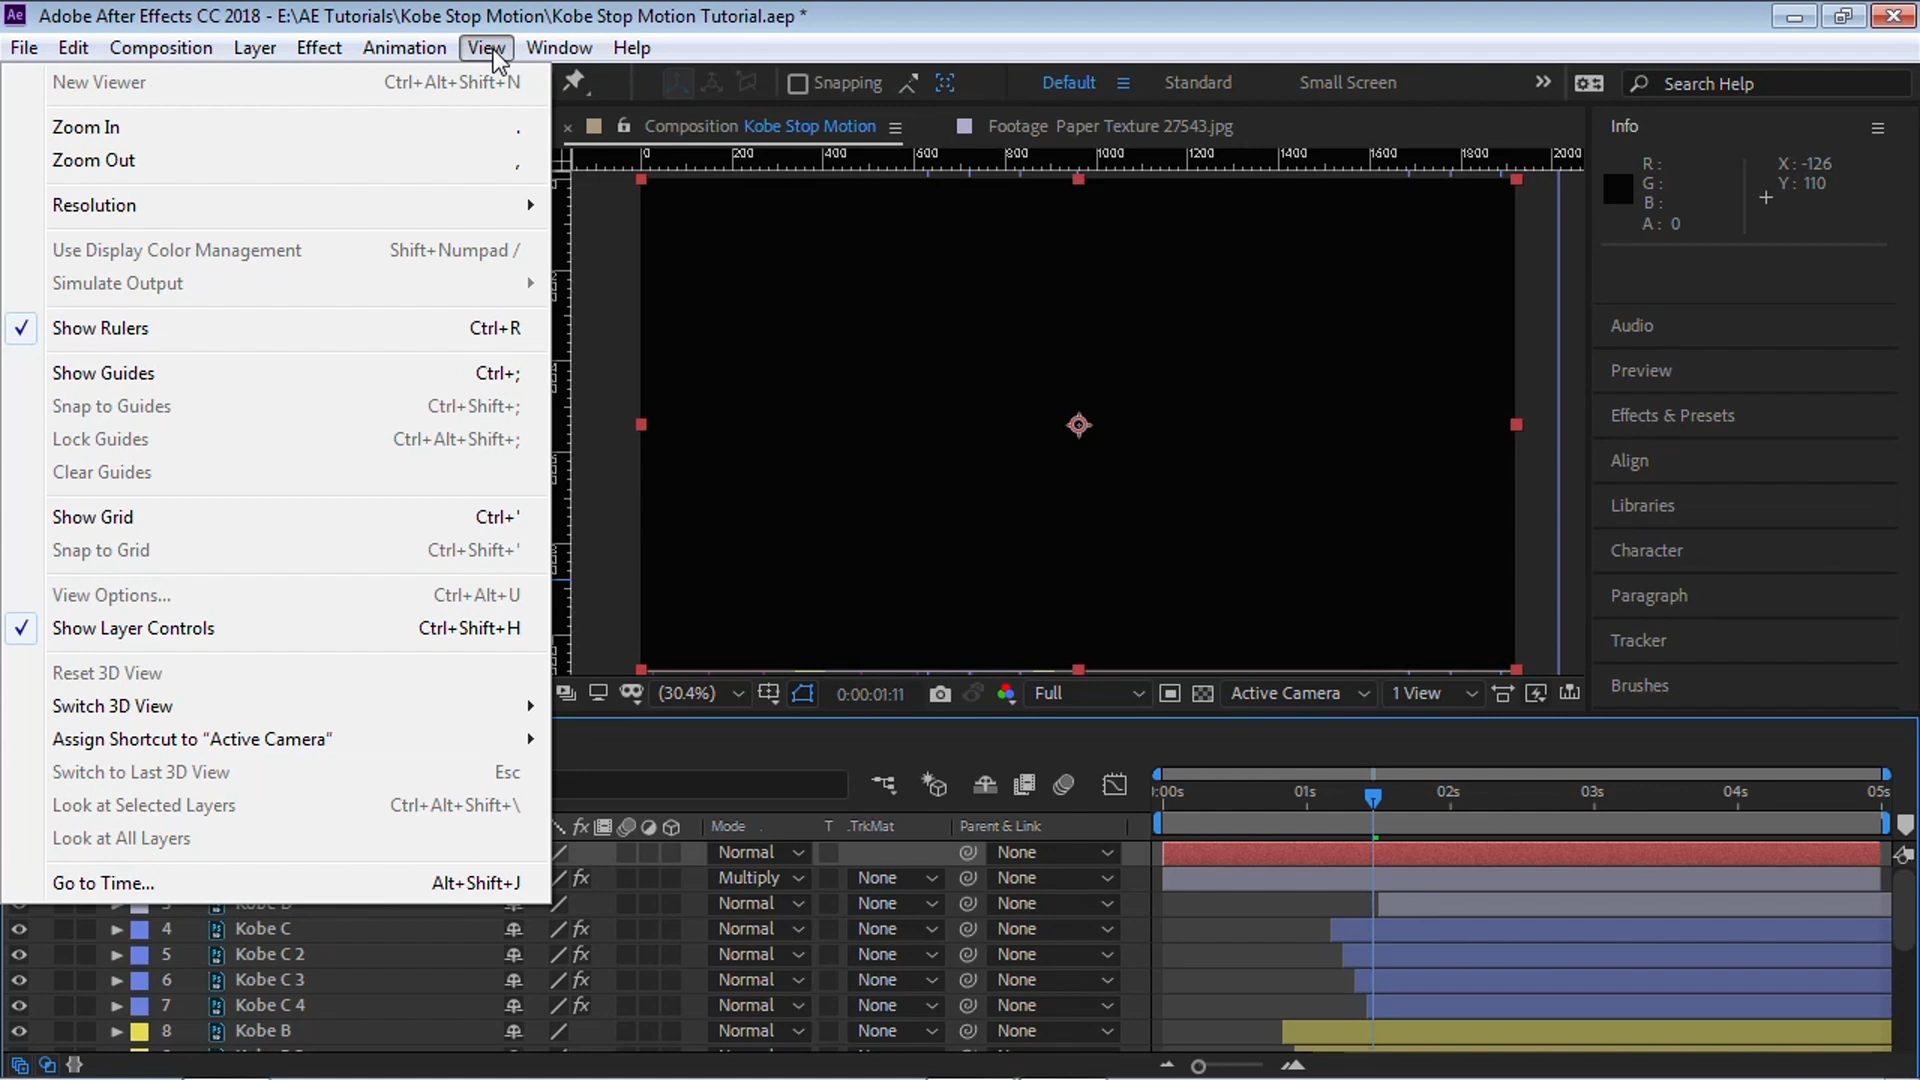 Adobe After Effects CC 2018 - E:\AE Tutorials\Kobe Stop Motion\Kobe Stop Motion Tutorial.aep *
File Edit Composition Layer Effect Animation View Window Help
Snapping Default Standard Small Screen Search Help
New Viewer Ctrl+Alt+Shift+N
Zoom In .
Zoom Out ,
Resolution
Use Display Color Management Shift+Numpad /
Simulate Output
Show Rulers Ctrl+R
Show Guides Ctrl+;
Snap to Guides Ctrl+Shift+;
Lock Guides Ctrl+Alt+Shift+;
Clear Guides
Show Grid Ctrl+'
Snap to Grid Ctrl+Shift+'
View Options... Ctrl+Alt+U
Show Layer Controls Ctrl+Shift+H
Reset 3D View
Switch 3D View
Assign Shortcut to "Active Camera"
Switch to Last 3D View Esc
Look at Selected Layers Ctrl+Alt+Shift+\
Look at All Layers
Go to Time... Alt+Shift+J
Composition Kobe Stop Motion Footage Paper Texture 27543.jpg
0 200 400 600 800 1000 1200 1400 1600 1800 2000
(30.4%) 0:00:01:11 Full Active Camera 1 View
Info
R: X: -126
G: Y: 110
B:
A: 0
Audio
Preview
Effects & Presets
Align
Libraries
Character
Paragraph
Tracker
Brushes
:00s 01s 02s 03s 04s 05s
fx Mode T .TrkMat Parent & Link
Normal None
fx Multiply None None
Normal None None
4 Kobe C fx Normal None None
5 Kobe C 2 fx Normal None None
6 Kobe C 3 fx Normal None None
7 Kobe C 4 fx Normal None None
8 Kobe B Normal None None